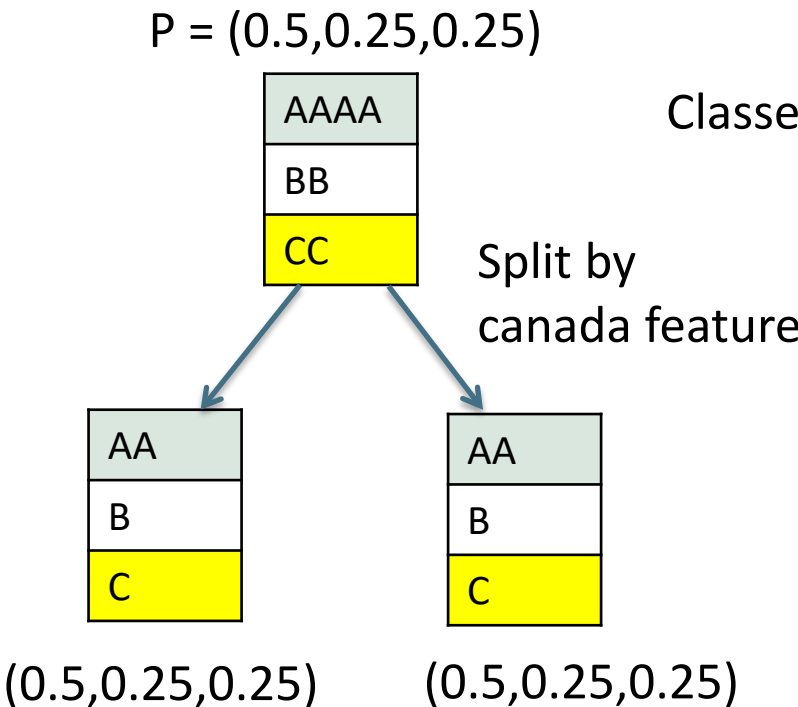 P = (0.5,0.25,0.25)
AAAA
Classe
BB
CC
Split by
canada feature
AA
B
C
AA
B
C
(0.5,0.25,0.25)
(0.5,0.25,0.25)